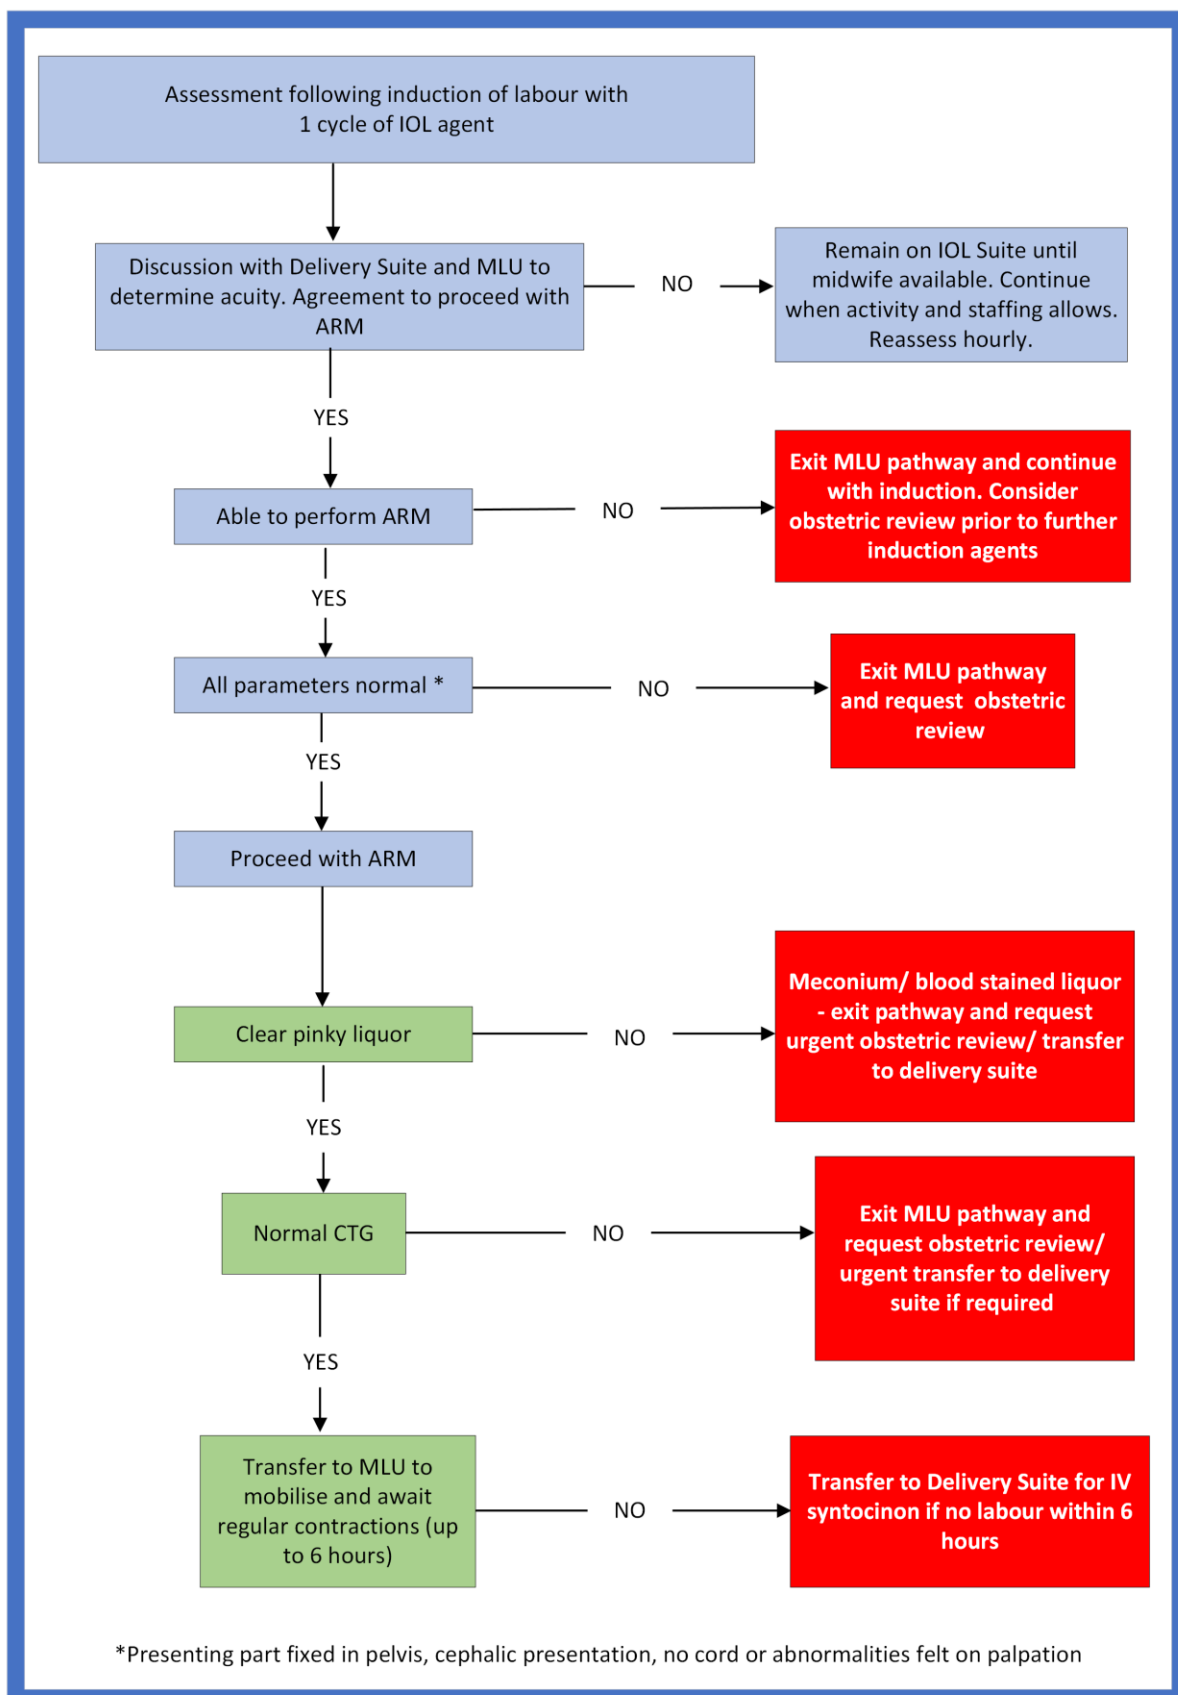 Assessment following induction of labour with
1 cycle of IOL agent
Discussion with Delivery Suite and MLU to
determine acuity. Agreement to proceed with
ARM
NO
Remain on IOL Suite until
midwife available. Continue
when activity and staffing allows.
Reassess hourly.
YES
Able to perform ARM
NO
Exit MLU pathway and continue
with induction. Consider
obstetric review prior to further
induction agents
YES
All parameters normal *
NO
Exit MLU pathway
and request obstetric
review
YES
Proceed with ARM
Clear pinky liquor
NO
Meconium/ blood stained liquor
- exit pathway and request
urgent obstetric review/ transfer
to delivery suite
YES
Normal CTG
NO
Exit MLU pathway and
request obstetric review/
urgent transfer to delivery
suite if required
YES
Transfer to MLU to
mobilise and await
regular contractions (up
to 6 hours)
NO
Transfer to Delivery Suite for IV
syntocinon if no labour within 6
hours
*Presenting part fixed in pelvis, cephalic presentation, no cord or abnormalities felt on palpation